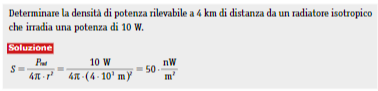 Determinare la densità di potenza rilevabile a 4 km di distanza da un radiatore isotropico
che irradia una potenza di 10 W.
Soluzione
S = P_rad / (4π · r²) = 10 W / (4π · (4 · 10³ m)²) = 50 · nW / m²